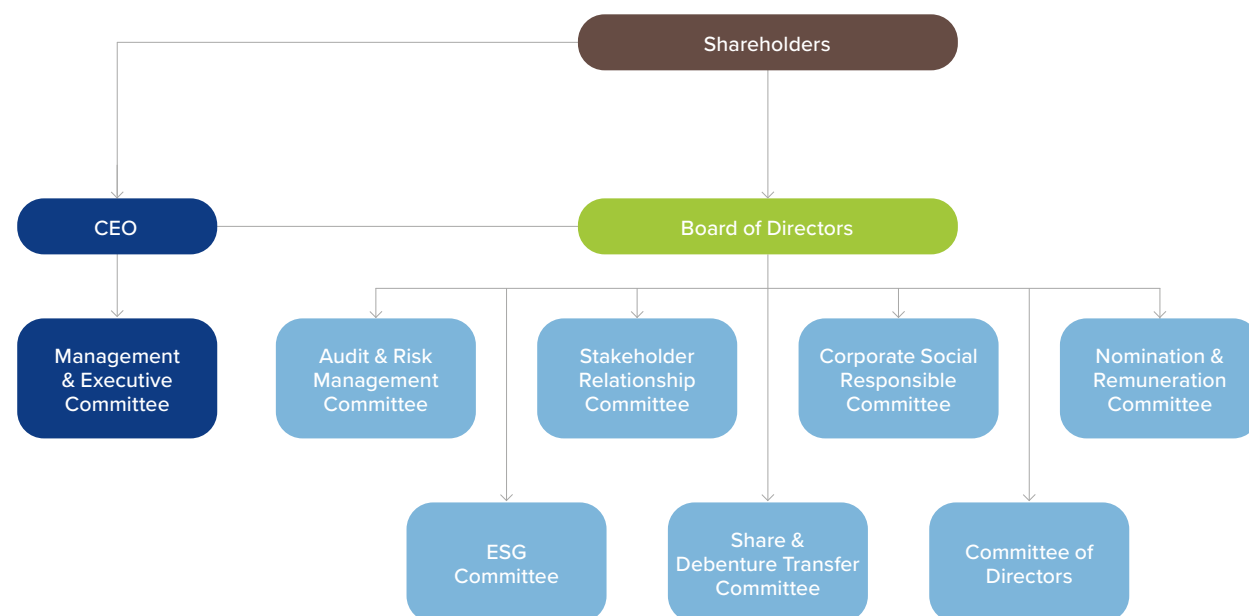 Shareholders
CEO
Board of Directors
Management
& Executive
Committee
Audit & Risk
Management
Committee
Stakeholder
Relationship
Committee
Corporate Social
Responsible
Committee
Nomination &
Remuneration
Committee
ESG
Committee
Share &
Debenture Transfer
Committee
Committee of
Directors